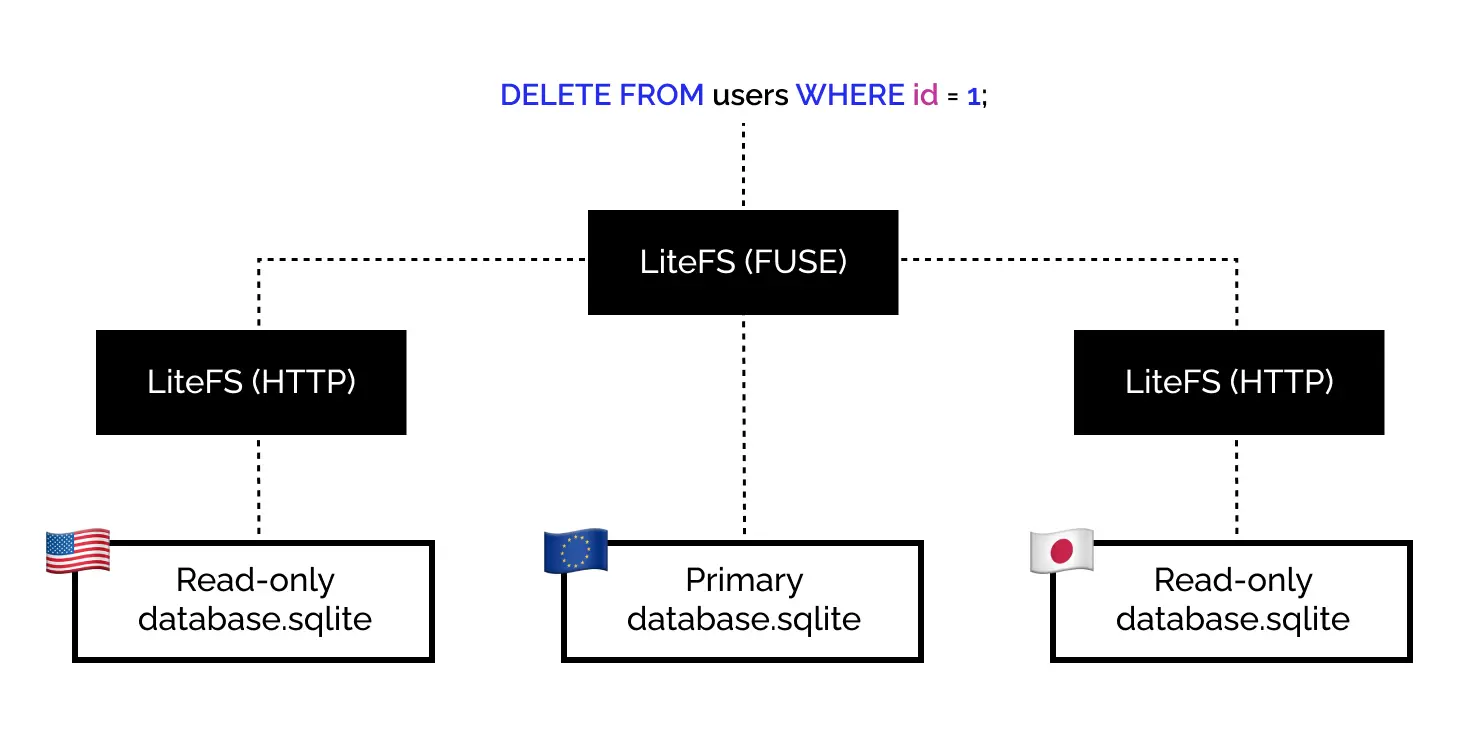 DELETE FROM users WHERE id = 1;
LiteFS (FUSE)
LiteFS (HTTP)
LiteFS (HTTP)
Read-only
database.sqlite
Primary
database.sqlite
Read-only
database.sqlite